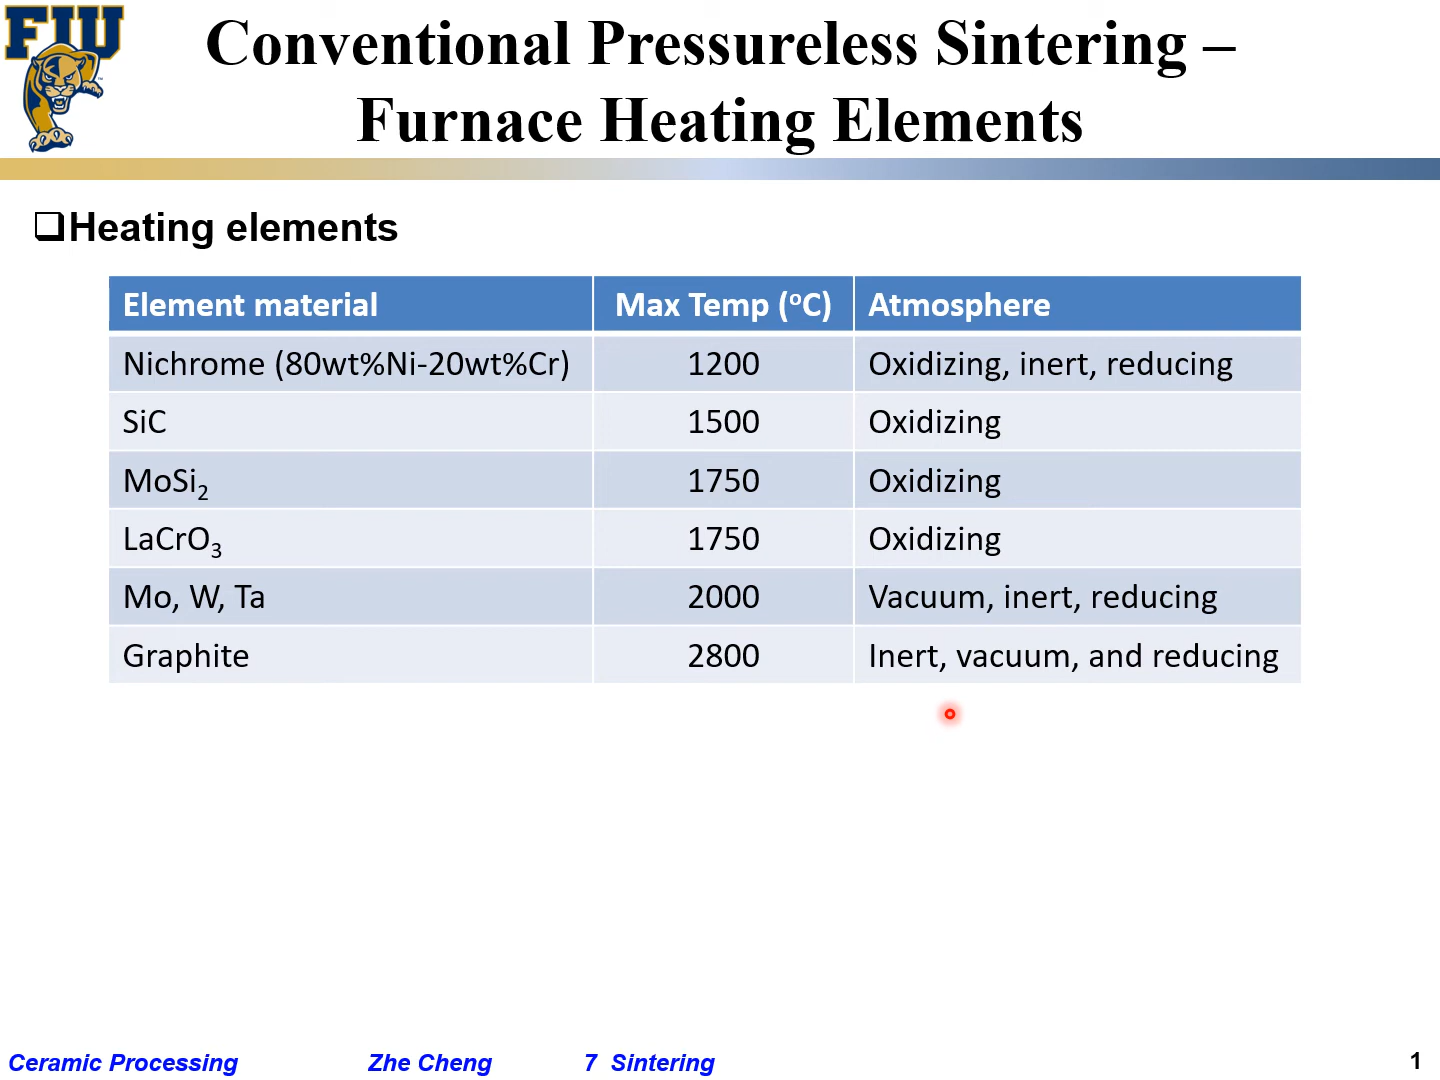 FIU
Conventional Pressureless Sintering –
Furnace Heating Elements
❑Heating elements
Element material Max Temp (oC) Atmosphere
Nichrome (80wt%Ni-20wt%Cr) 1200 Oxidizing, inert, reducing
SiC 1500 Oxidizing
MoSi2 1750 Oxidizing
LaCrO3 1750 Oxidizing
Mo, W, Ta 2000 Vacuum, inert, reducing
Graphite 2800 Inert, vacuum, and reducing
Ceramic Processing Zhe Cheng 7 Sintering 1